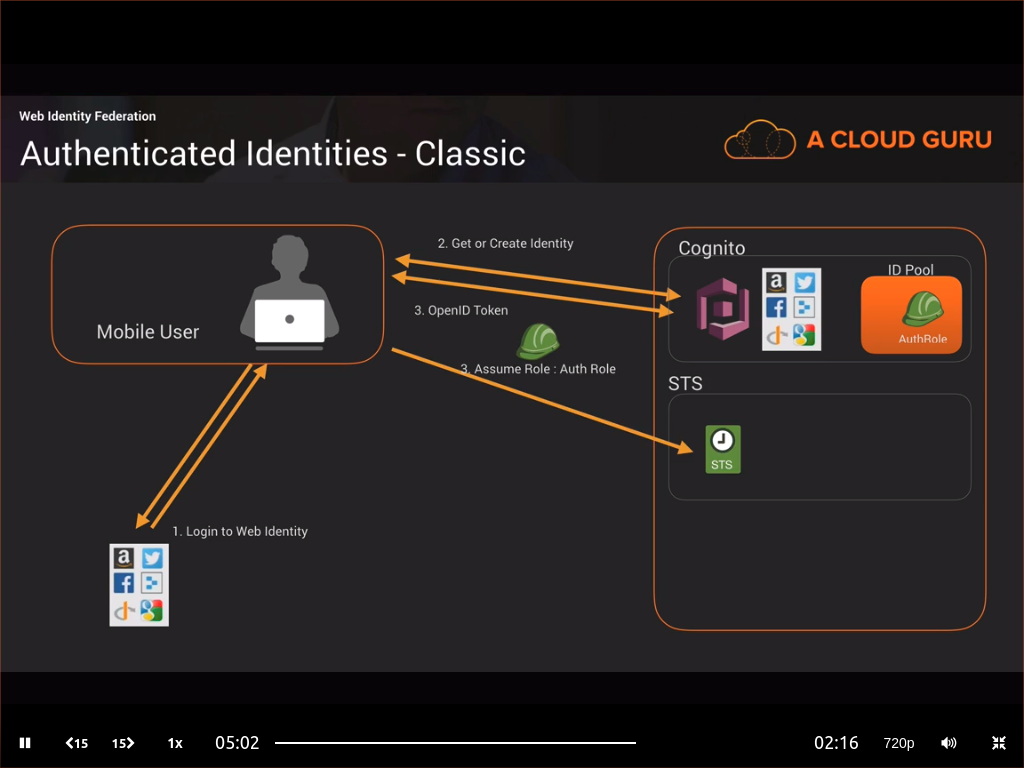 Web Identity Federation
Authenticated Identities - Classic
A CLOUD GURU
2. Get or Create Identity
Cognito
ID Pool
a
Mobile User
3. OpenID Token
AuthRole
3. Assume Role : Auth Role
STS
STS
1. Login to Web Identity
a
15
15
1x
05:02
02:16
720p